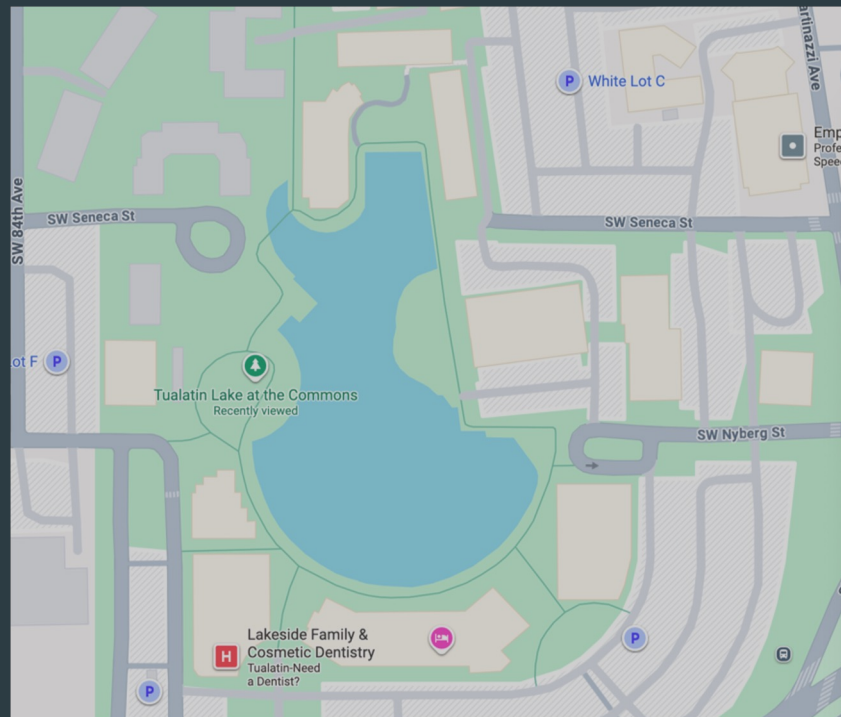 artinazzi Ave
White Lot C
P
Emp
Profe
Spee
SW 84th Ave
SW Seneca St
SW Seneca St
ot F
P
Tualatin Lake at the Commons
Recently viewed
SW Nyberg St
Lakeside Family &
Cosmetic Dentistry
H
Tualatin-Need
a Dentist?
P
P